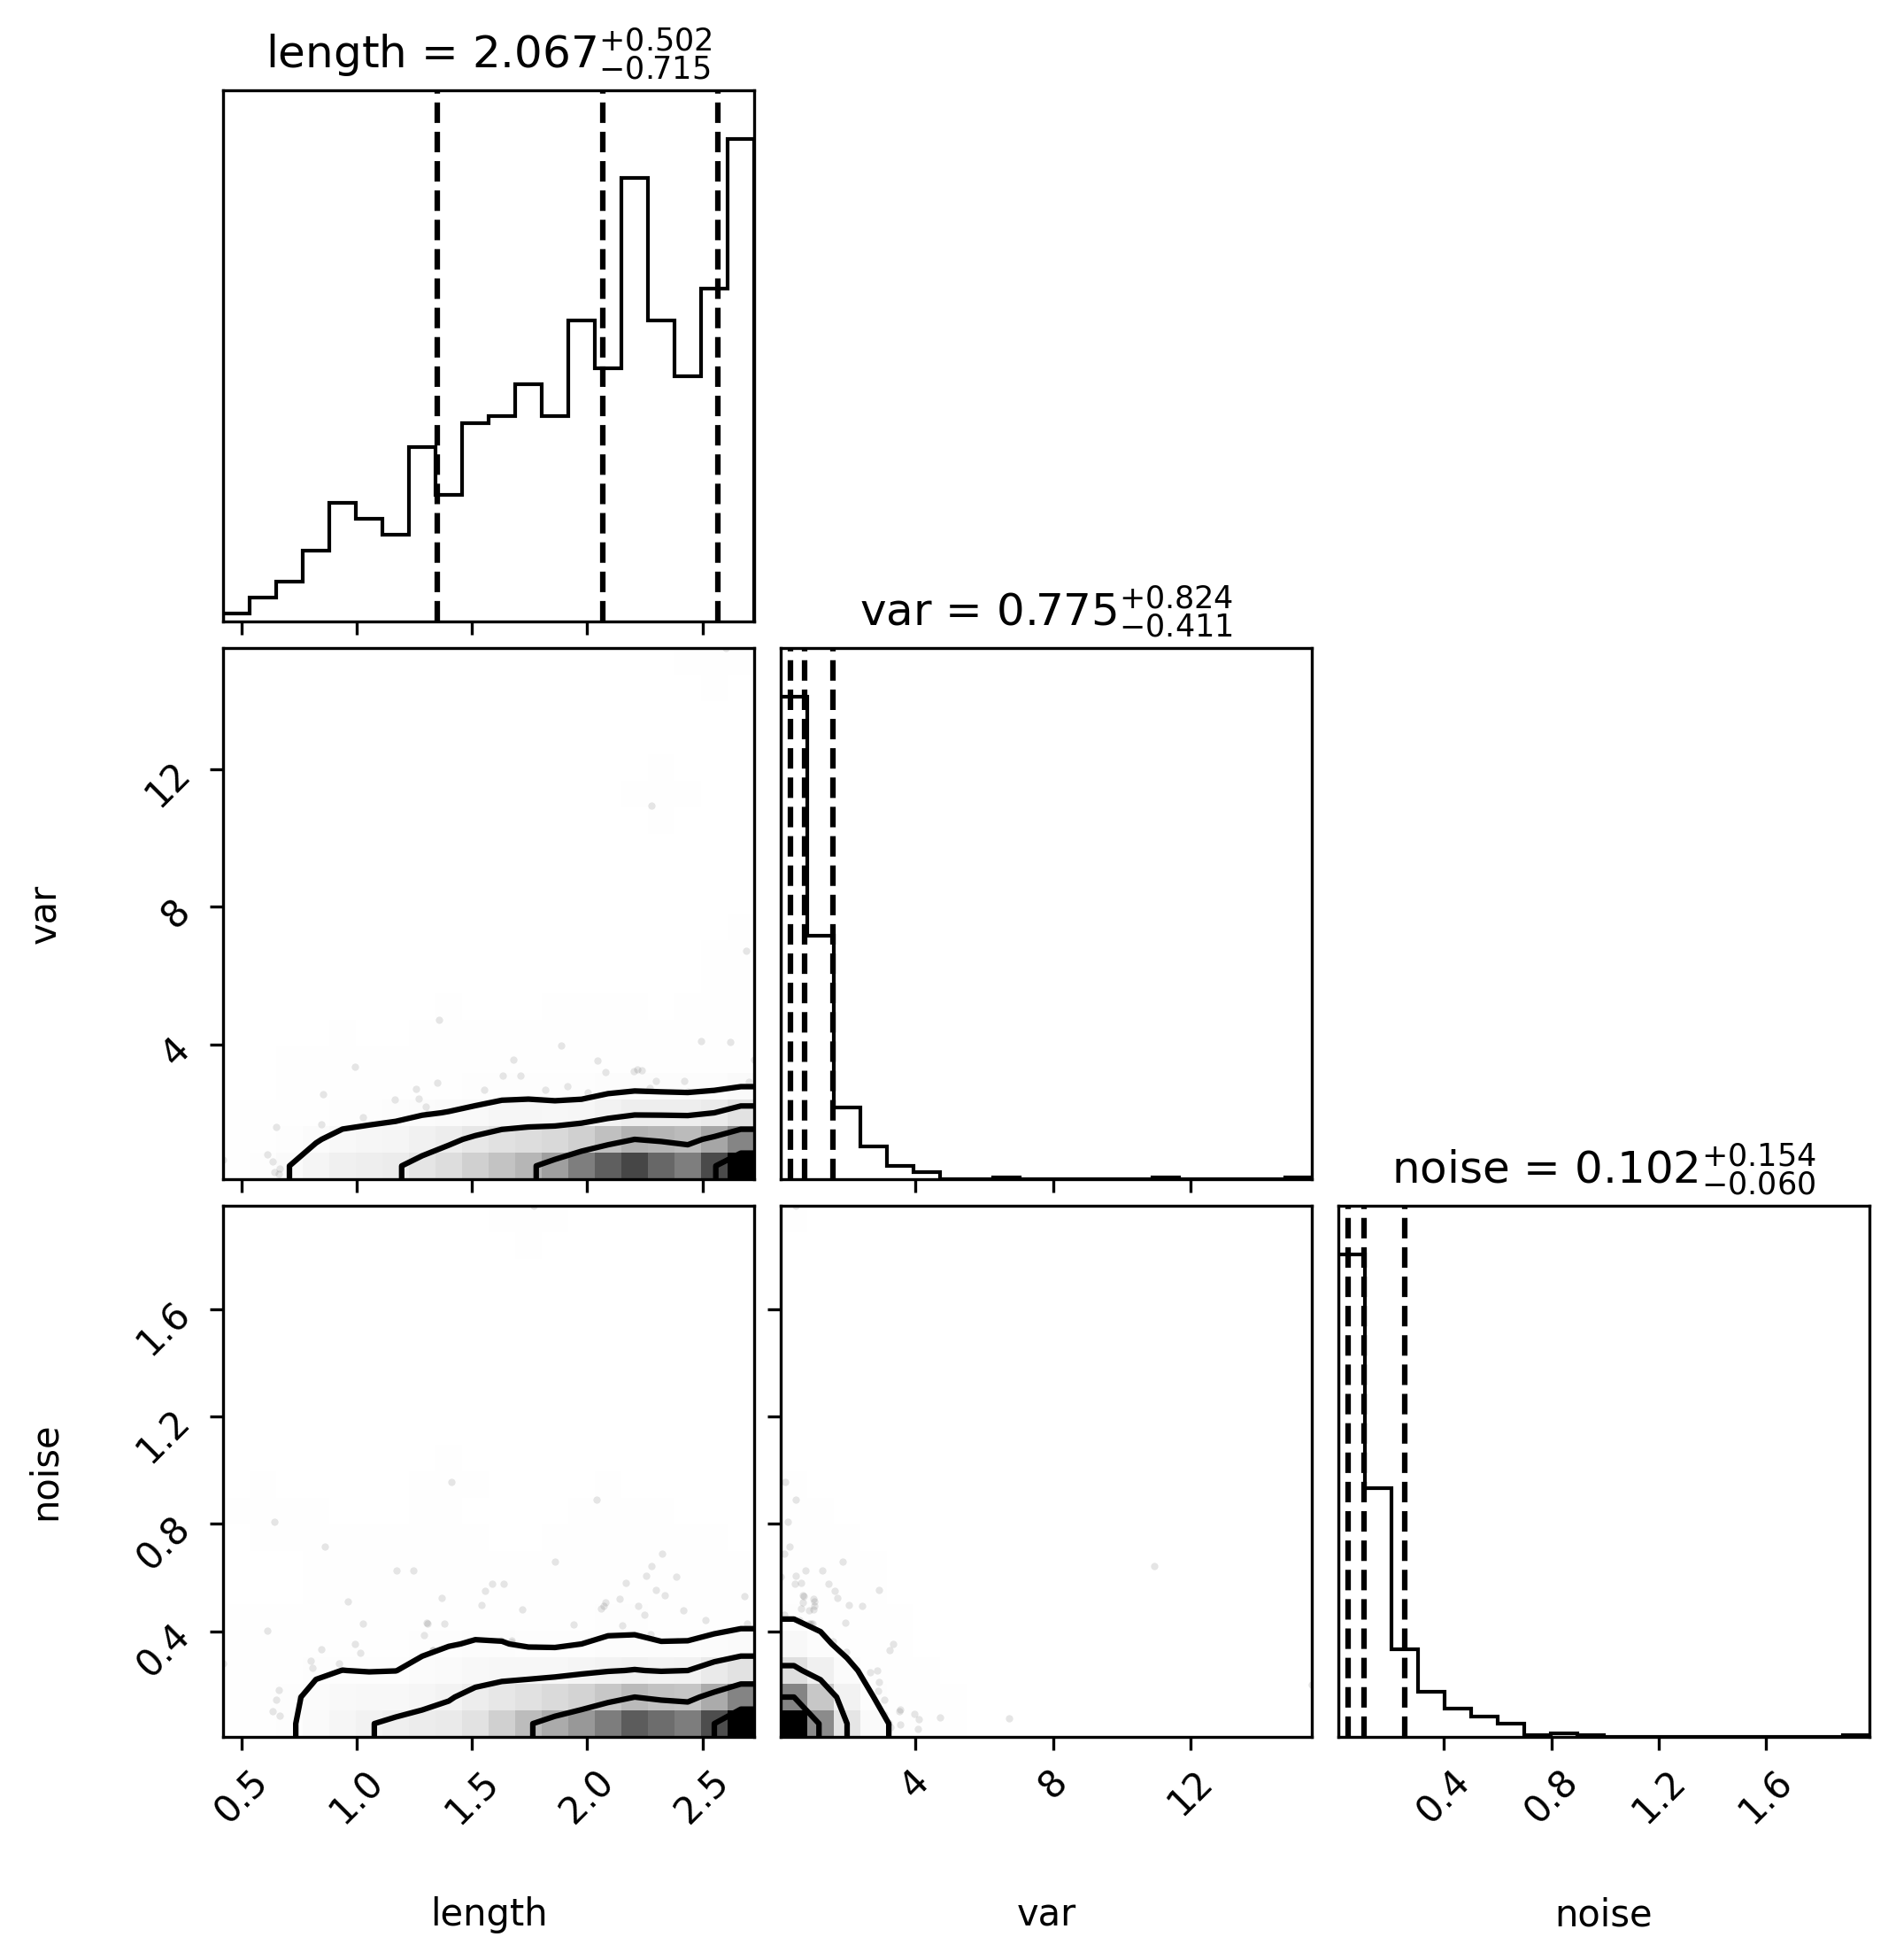 length = 2.067+0.502−0.715
var = 0.775+0.824−0.411
12
8
4
var
noise = 0.102+0.154−0.060
1.6
1.2
0.8
0.4
noise
0.5 1.0 1.5 2.0 2.5 4 8 12 0.4 0.8 1.2 1.6
length var noise